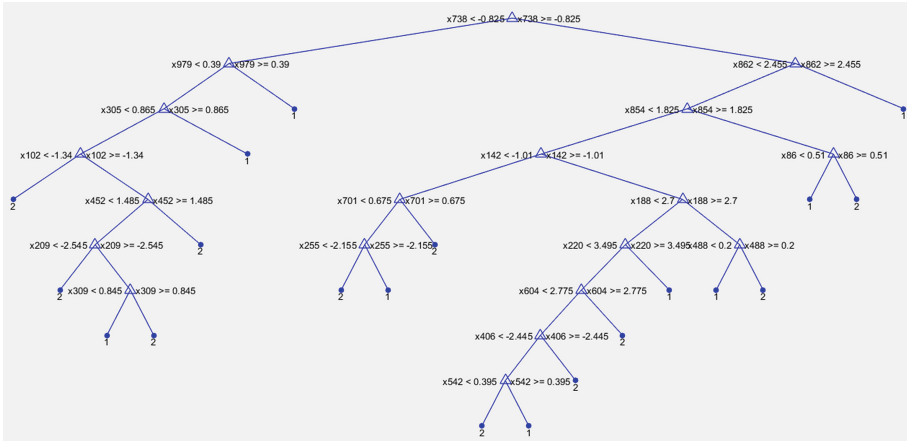 x738 < -0.825 x738 >= -0.825
x979 < 0.39 x979 >= 0.39 x862 < 2.455 x862 >= 2.455
x305 < 0.865 x305 >= 0.865 1 x854 < 1.825 x854 >= 1.825 1
x102 < -1.34 x102 >= -1.34 1 x142 < -1.01 x142 >= -1.01 x86 < 0.51 x86 >= 0.51
2 x452 < 1.485 x452 >= 1.485 x701 < 0.675 x701 >= 0.675 x188 < 2.7 x188 >= 2.7 1 2
x209 < -2.545 x209 >= -2.545 2 x255 < -2.155 x255 >= -2.155 2 x220 < 3.495 x220 >= 3.495 x488 < 0.2 x488 >= 0.2
2 x309 < 0.845 x309 >= 0.845 2 1 x604 < 2.775 x604 >= 2.775 1 1 2
1 2 x406 < -2.445 x406 >= -2.445 2
x542 < 0.395 x542 >= 0.395 2
2 1